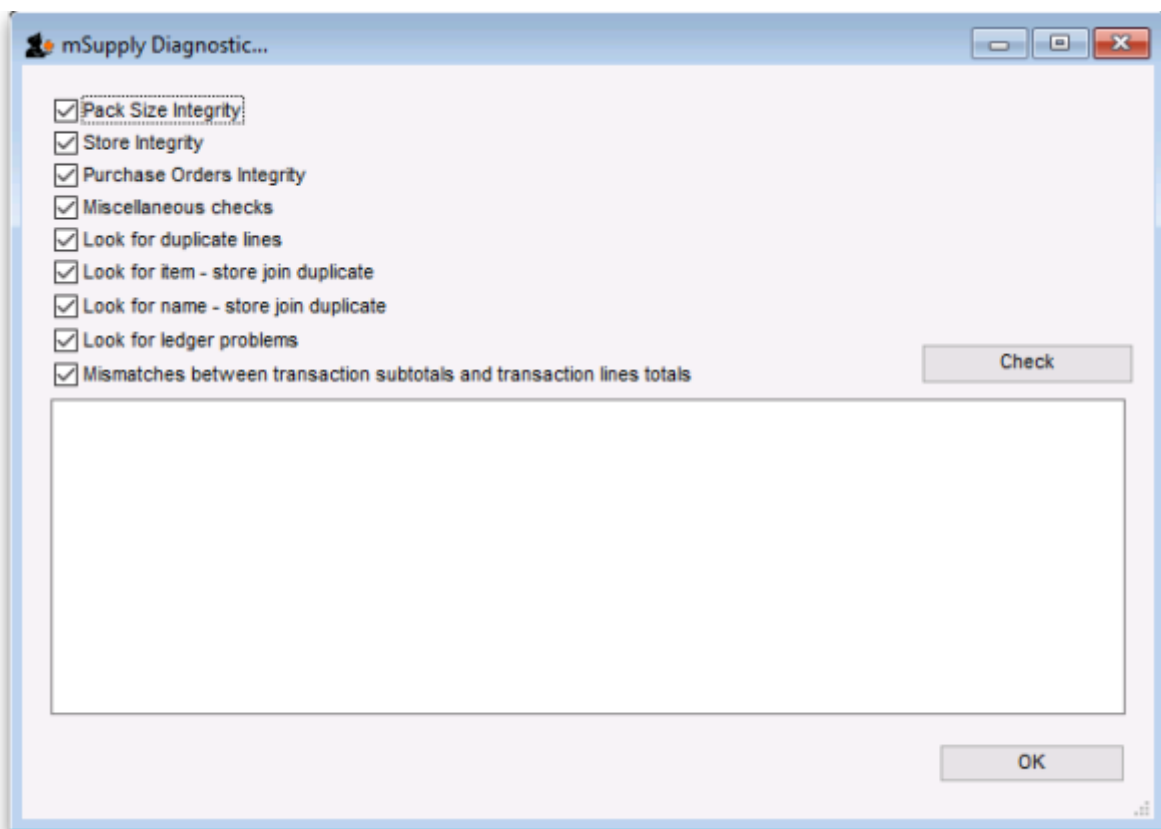 mSupply Diagnostic...
Pack Size Integrity
Store Integrity
Purchase Orders Integrity
Miscellaneous checks
Look for duplicate lines
Look for item - store join duplicate
Look for name - store join duplicate
Look for ledger problems
Mismatches between transaction subtotals and transaction lines totals
Check
OK